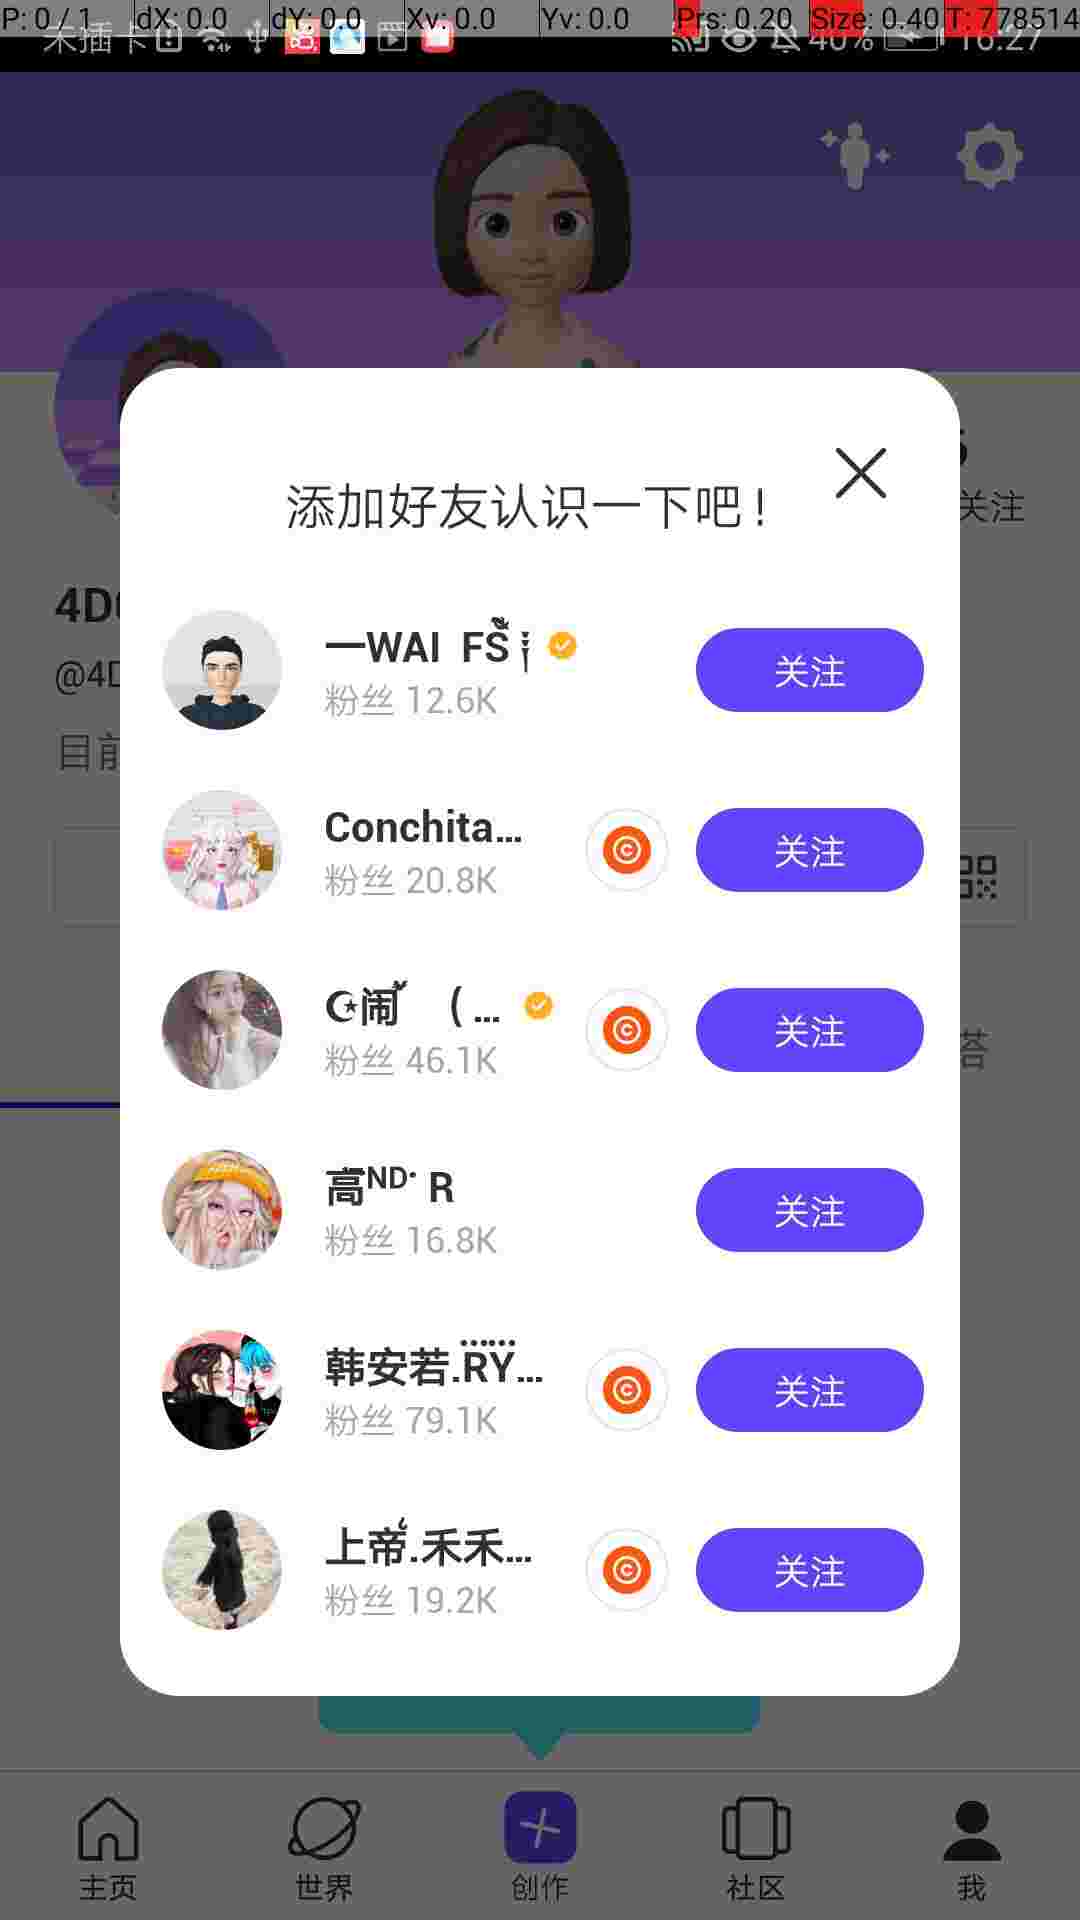 P: 0 / 1 dX: 0.0 dY: 0.0 Xv: 0.0 Yv: 0.0 Prs: 0.20 Size: 0.40 T: 778514
未插卡 40% 16:27
添加好友认识一下吧！
关注
4D
一WAI FS
粉丝 12.6K
关注
@4D
目前
Conchita...
粉丝 20.8K
关注
闹 ( ...
粉丝 46.1K
关注
搭
高ND· R
粉丝 16.8K
关注
韩安若.RY...
粉丝 79.1K
关注
上帝.禾禾...
粉丝 19.2K
关注
主页 世界 创作 社区 我